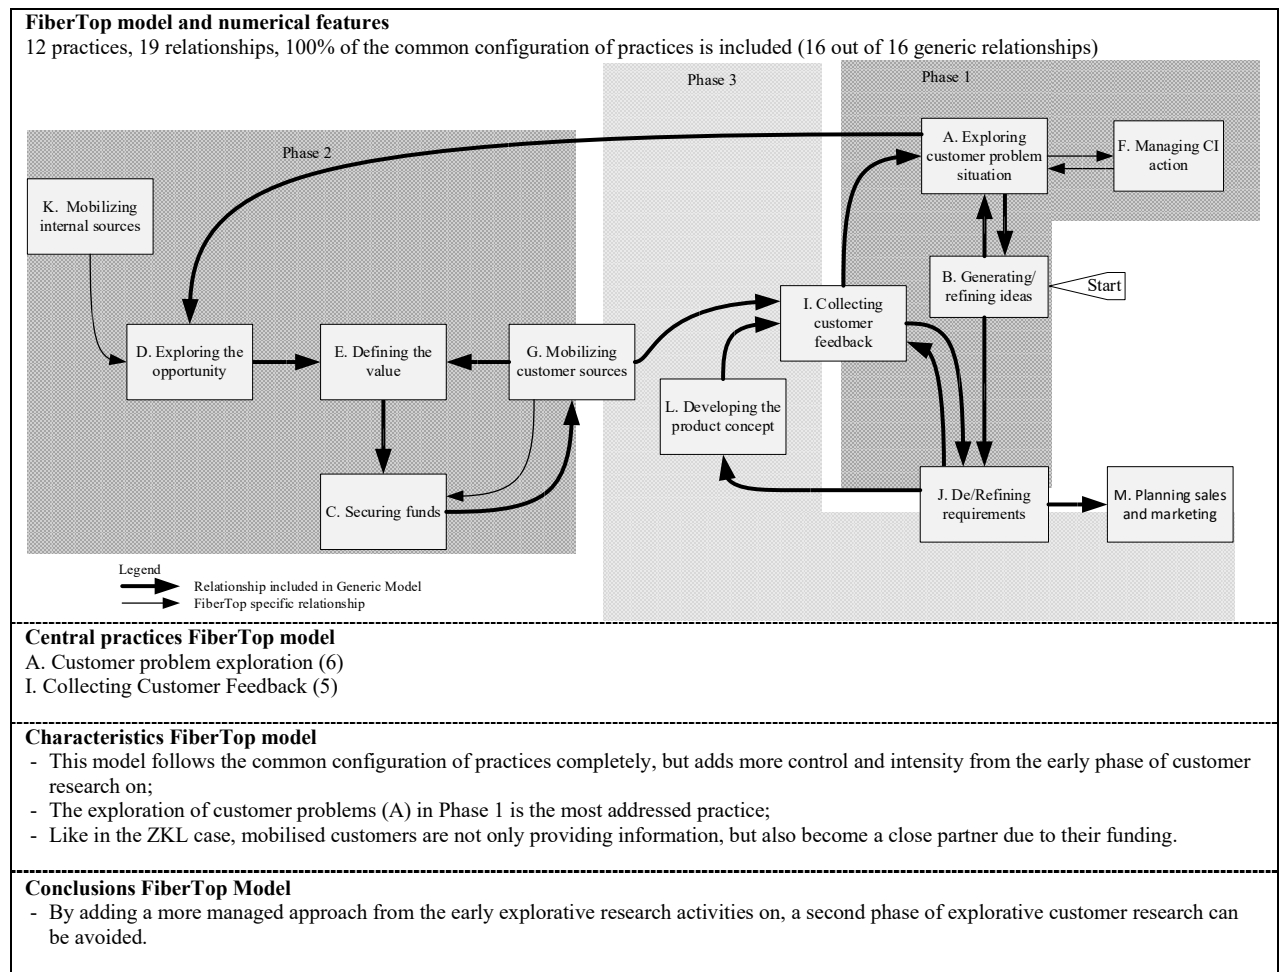 FiberTop model and numerical features
12 practices, 19 relationships, 100% of the common configuration of practices is included (16 out of 16 generic relationships)
Phase 3
Phase 1
A. Exploring
customer problem
situation
F. Managing CI
action
Phase 2
K. Mobilizing
internal sources
B. Generating/
refining ideas
Start
I. Collecting
customer
feedback
D. Exploring the
opportunity
E. Defining the
value
G. Mobilizing
customer sources
L. Developing the
product concept
C. Securing funds
J. De/Refining
requirements
M. Planning sales
and marketing
Legend
Relationship included in Generic Model
FiberTop specific relationship
Central practices FiberTop model
A. Customer problem exploration (6)
I. Collecting Customer Feedback (5)
Characteristics FiberTop model
- This model follows the common configuration of practices completely, but adds more control and intensity from the early phase of customer
research on;
- The exploration of customer problems (A) in Phase 1 is the most addressed practice;
- Like in the ZKL case, mobilised customers are not only providing information, but also become a close partner due to their funding.
Conclusions FiberTop Model
- By adding a more managed approach from the early explorative research activities on, a second phase of explorative customer research can
be avoided.